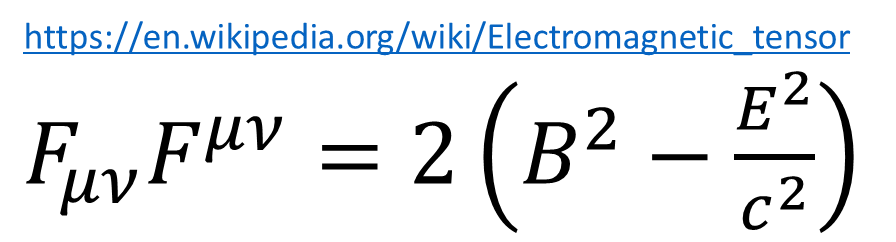 https://en.wikipedia.org/wiki/Electromagnetic_tensor
F_{μν}F^{μν} = 2(B² − E²/c²)